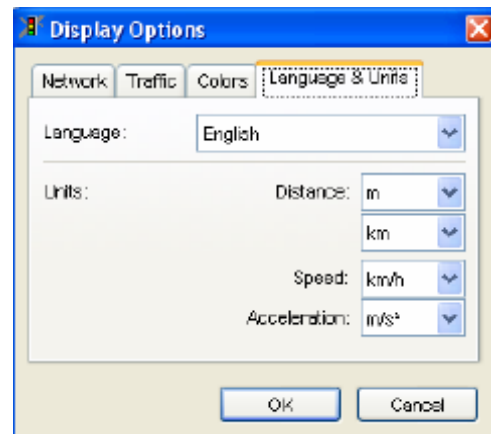 Display Options
Network Traffic Colors Language & Units
Language: English
Units: Distance: m
km
Speed: km/h
Acceleration: m/s²
OK Cancel